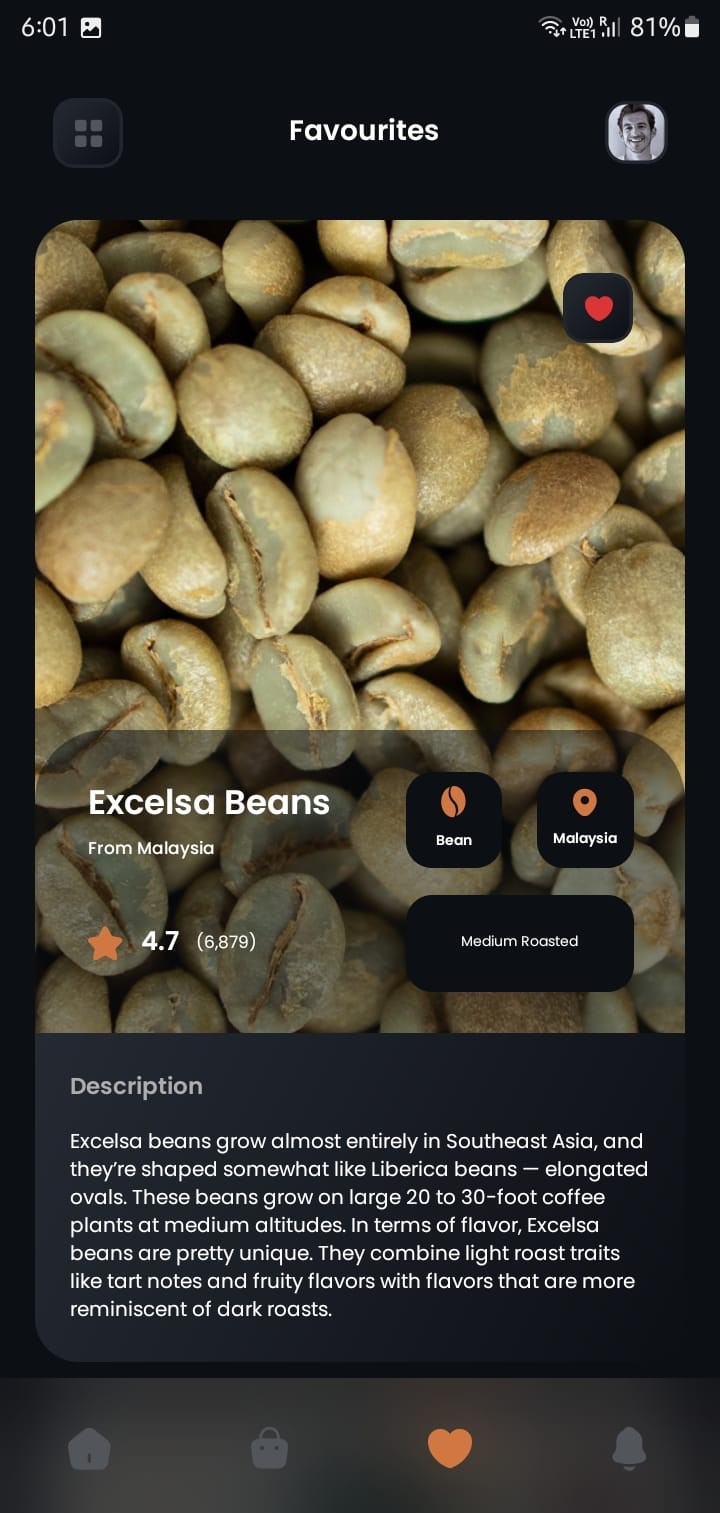 6:01
Vo)) R
LTE1
81%
Favourites
Excelsa Beans
From Malaysia
Bean
Malaysia
4.7 (6,879)
Medium Roasted
Description
Excelsa beans grow almost entirely in Southeast Asia, and
they’re shaped somewhat like Liberica beans — elongated
ovals. These beans grow on large 20 to 30-foot coffee
plants at medium altitudes. In terms of flavor, Excelsa
beans are pretty unique. They combine light roast traits
like tart notes and fruity flavors with flavors that are more
reminiscent of dark roasts.